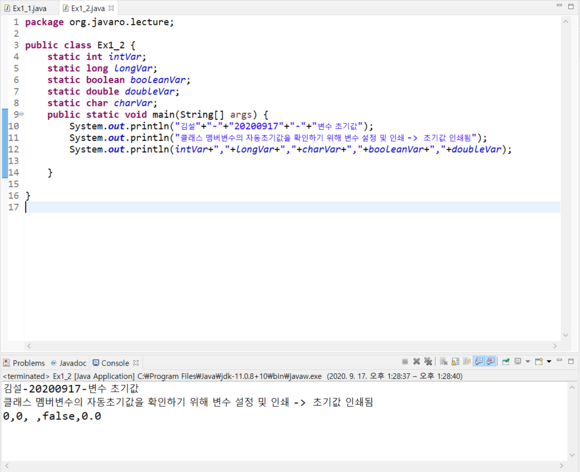 Ex1_1.java Ex1_2.java
1 package org.javaro.lecture;
2
3 public class Ex1_2 {
4 static int intVar;
5 static long longVar;
6 static boolean booleanVar;
7 static double doubleVar;
8 static char charVar;
9 public static void main(String[] args) {
10 System.out.println("김설"+"-"+"20200917"+"-"+"변수 초기값");
11 System.out.println("클래스 멤버변수의 자동초기값을 확인하기 위해 변수 설정 및 인쇄 -> 초기값 인쇄됨");
12 System.out.println(intVar+","+longVar+","+charVar+","+booleanVar+","+doubleVar);
13
14 }
15
16 }
17
Problems Javadoc Console
<terminated> Ex1_2 [Java Application] C:₩Program Files₩Java₩jdk-11.0.8+10₩bin₩javaw.exe (2020. 9. 17. 오후 1:28:37 – 오후 1:28:40)
김설-20200917-변수 초기값
클래스 멤버변수의 자동초기값을 확인하기 위해 변수 설정 및 인쇄 -> 초기값 인쇄됨
0,0, ,false,0.0